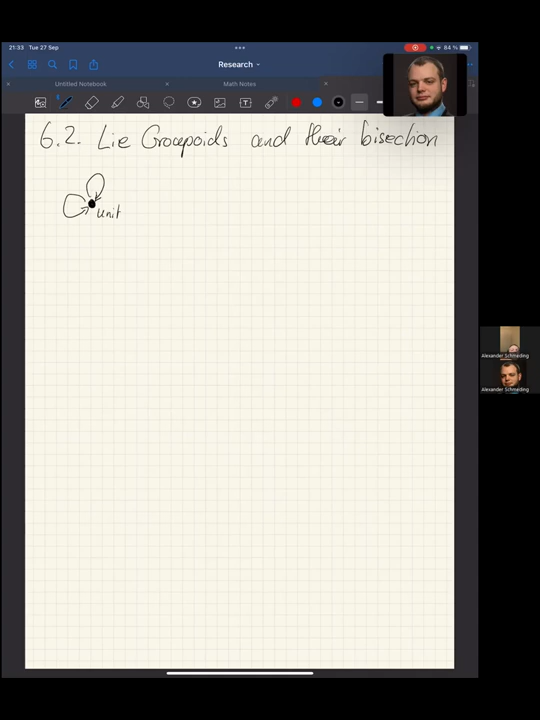 21:33 Tue 27 Sep
84 %
Research
Untitled Notebook
Math Notes
6.2. Lie Groupoids and their bisection
unit
Alexander Schmeding
Alexander Schmeding